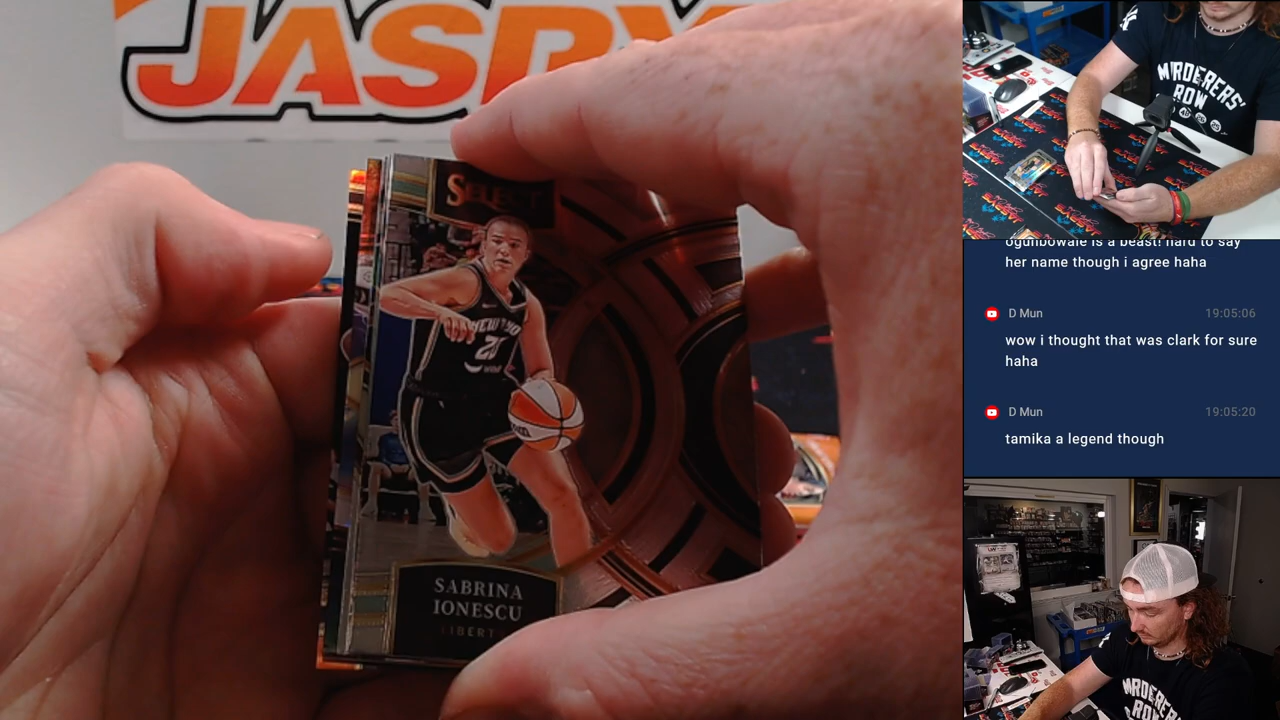 JASPY
SELECT
NEW YORK
20
SABRINA
IONESCU
LIBERTY
MURDERERS'
ROW
ogunbowale is a beast! hard to say
her name though i agree haha
D Mun 19:05:06
wow i thought that was clark for sure
haha
D Mun 19:05:20
tamika a legend though
MURDERERS'
ROW